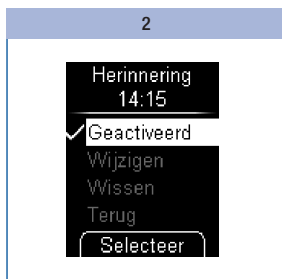 2
Herinnering
14:15
Geactiveerd
Wijzigen
Wissen
Terug
Selecteer